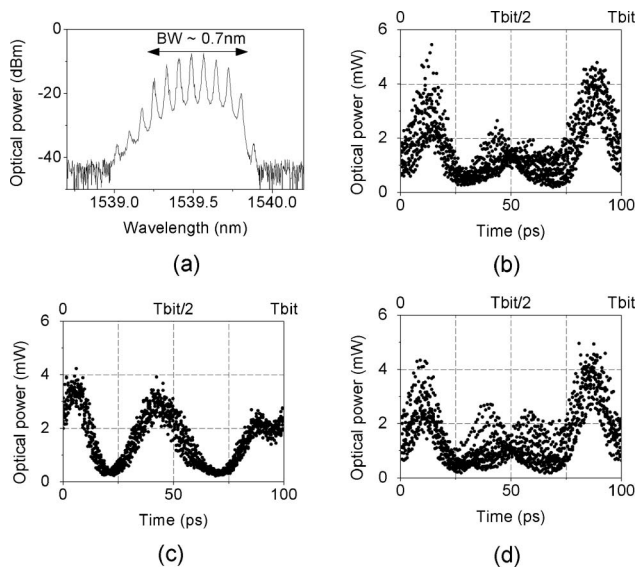 BW ~ 0.7nm
Optical power (dBm)
0
-20
-40
1539.0 1539.5 1540.0
Wavelength (nm)
(a)
0 Tbit/2 Tbit
Optical power (mW)
6
4
2
0
0 50 100
Time (ps)
(b)
0 Tbit/2 Tbit
Optical power (mW)
6
4
2
0
0 50 100
Time (ps)
(c)
0 Tbit/2 Tbit
Optical power (mW)
6
4
2
0
0 50 100
Time (ps)
(d)